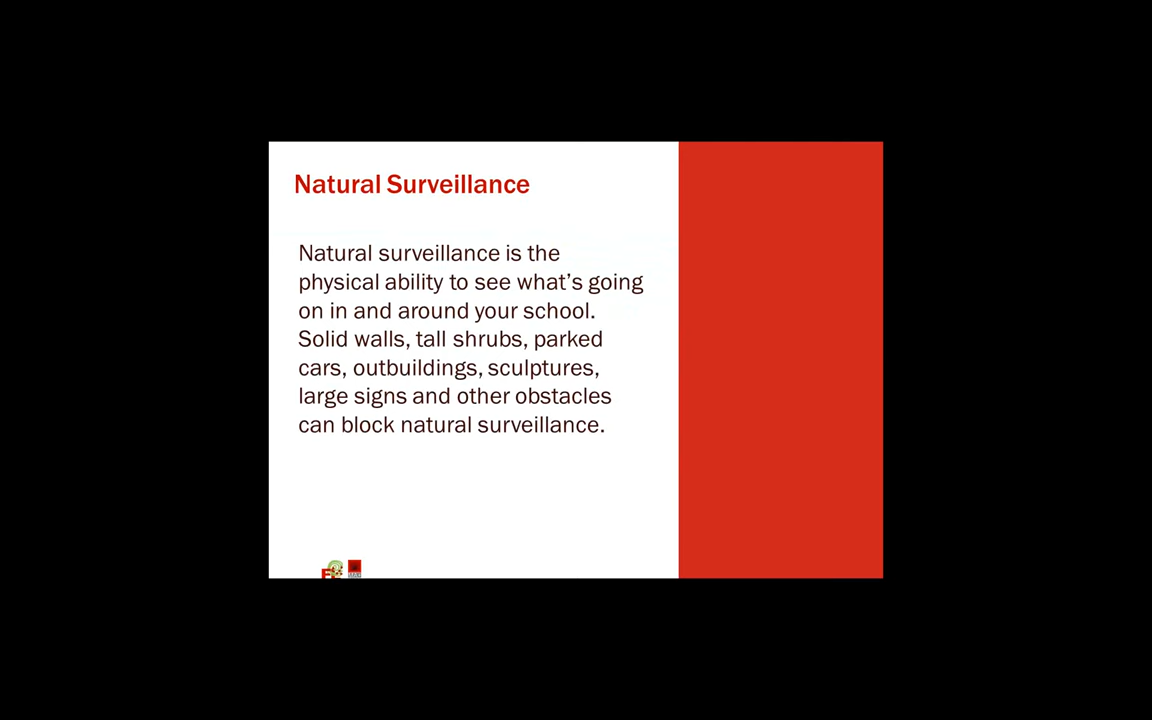 Natural Surveillance
Natural surveillance is the
physical ability to see what’s going
on in and around your school.
Solid walls, tall shrubs, parked
cars, outbuildings, sculptures,
large signs and other obstacles
can block natural surveillance.